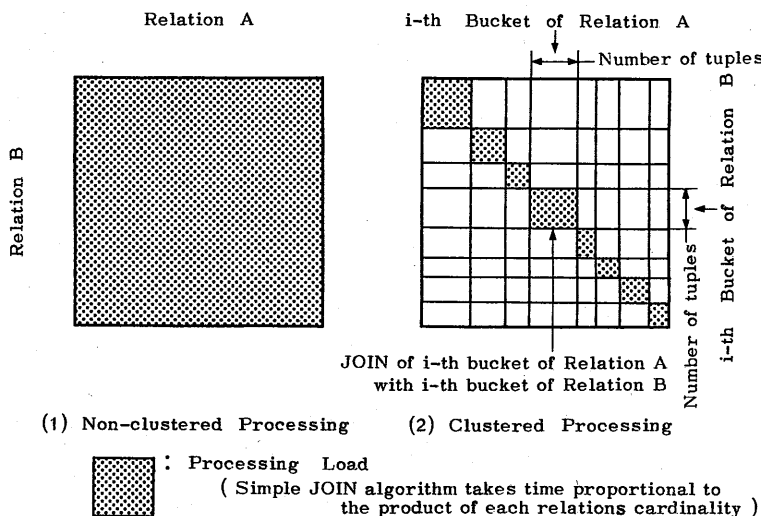 Relation A
Relation B
(1) Non-clustered Processing
i-th Bucket of Relation A
Number of tuples
i-th Bucket of Relation B
Number of tuples
JOIN of i-th bucket of Relation A
with i-th bucket of Relation B
(2) Clustered Processing
: Processing Load
( Simple JOIN algorithm takes time proportional to
the product of each relations cardinality )